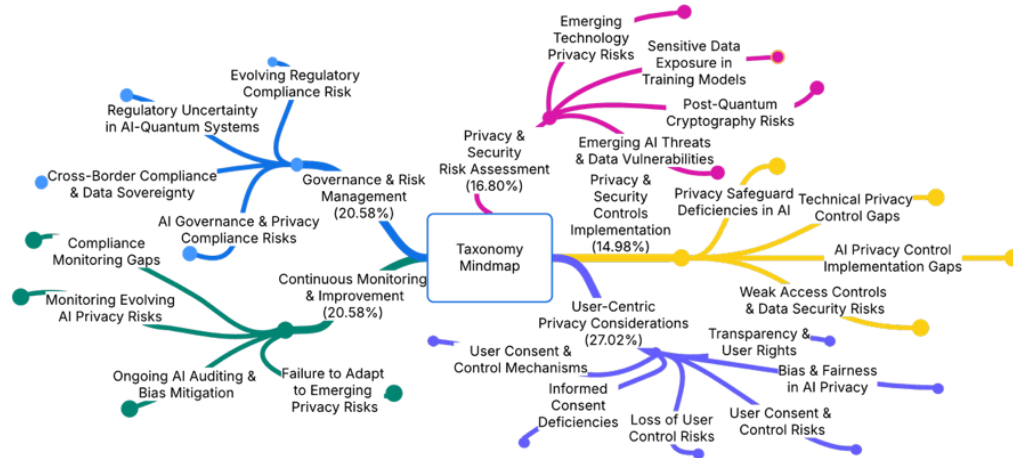 Emerging
Technology
Privacy Risks
Sensitive Data
Exposure in
Training Models
Post-Quantum
Cryptography Risks
Emerging AI Threats
& Data Vulnerabilities
Privacy &
Security
Risk Assessment
(16.80%)
Evolving Regulatory
Compliance Risk
Regulatory Uncertainty
in AI-Quantum Systems
Cross-Border Compliance
& Data Sovereignty
AI Governance & Privacy
Compliance Risks
Governance & Risk
Management
(20.58%)
Taxonomy
Mindmap
Privacy &
Security
Controls
Implementation
(14.98%)
Privacy Safeguard
Deficiencies in AI
Technical Privacy
Control Gaps
AI Privacy Control
Implementation Gaps
Weak Access Controls
& Data Security Risks
Compliance
Monitoring Gaps
Monitoring Evolving
AI Privacy Risks
Ongoing AI Auditing &
Bias Mitigation
Failure to Adapt
to Emerging
Privacy Risks
Continuous Monitoring
& Improvement
(20.58%)
User-Centric
Privacy Considerations
(27.02%)
User Consent &
Control Mechanisms
Informed
Consent
Deficiencies
Loss of User
Control Risks
User Consent &
Control Risks
Bias & Fairness
in AI Privacy
Transparency &
User Rights